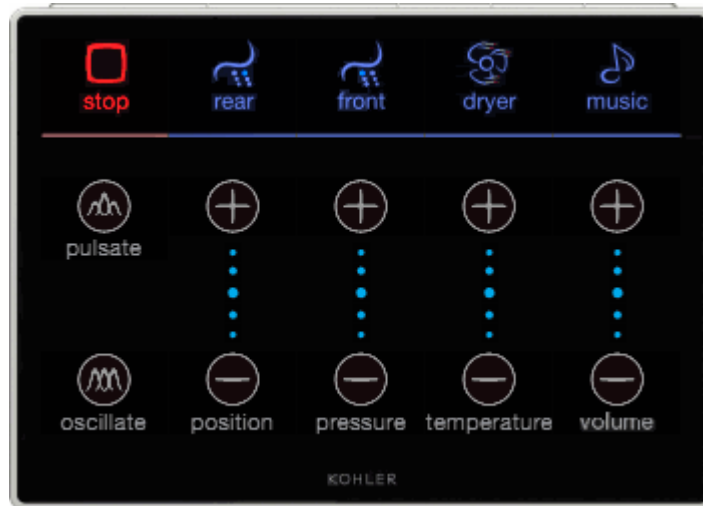 stop rear front dryer music
pulsate
oscillate position pressure temperature volume
KOHLER